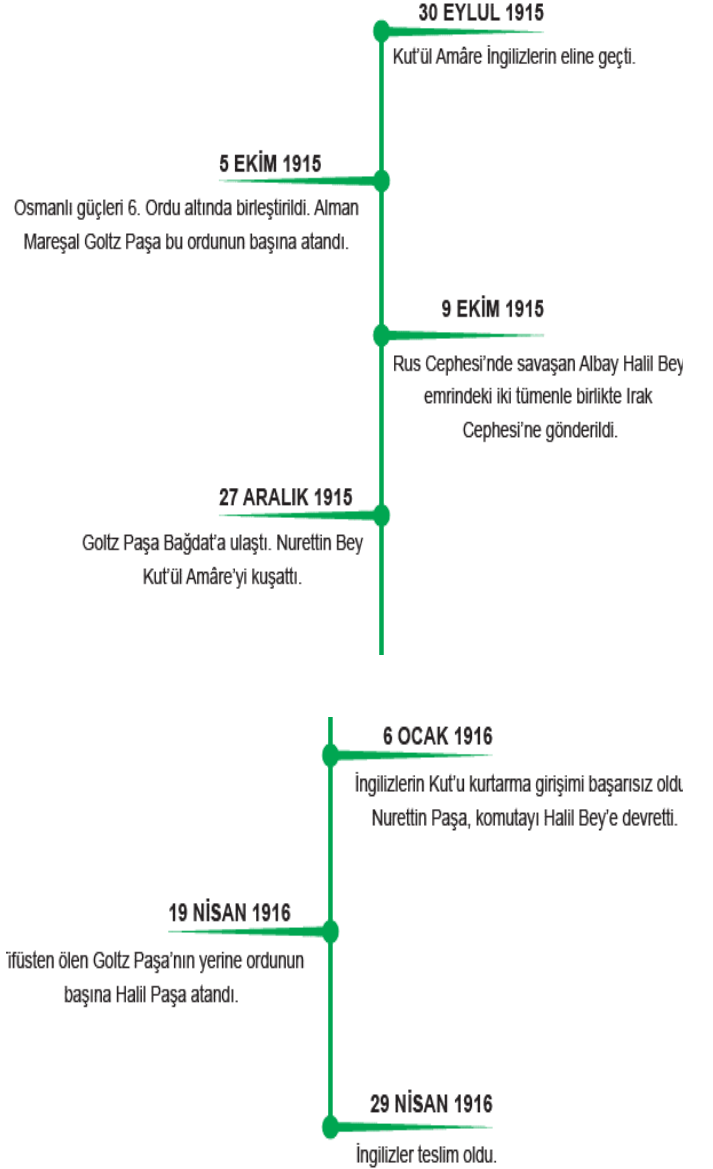 30 EYLUL 1915
Kut'ül Amâre İngilizlerin eline geçti.
5 EKİM 1915
Osmanlı güçleri 6. Ordu altında birleştirildi. Alman
Mareşal Goltz Paşa bu ordunun başına atandı.
9 EKİM 1915
Rus Cephesi'nde savaşan Albay Halil Bey
emrindeki iki tümenle birlikte Irak
Cephesi'ne gönderildi.
27 ARALIK 1915
Goltz Paşa Bağdat'a ulaştı. Nurettin Bey
Kut'ül Amâre'yi kuşattı.
6 OCAK 1916
İngilizlerin Kut'u kurtarma girişimi başarısız oldu
Nurettin Paşa, komutayı Halil Bey'e devretti.
19 NİSAN 1916
ölen Goltz Paşa'nın yerine ordunun
başına Halil Paşa atandı.
29 NİSAN 1916
İngilizler teslim oldu.